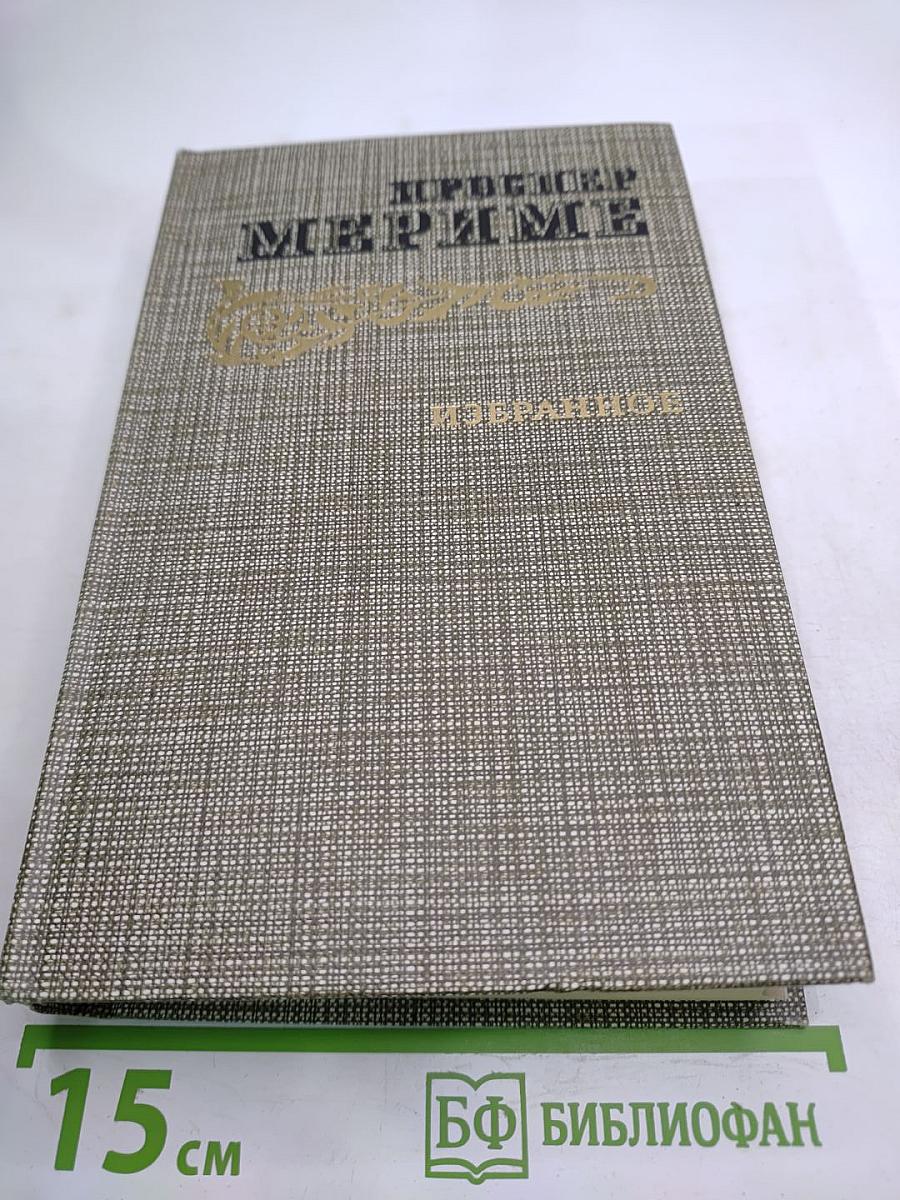 ПРОСПЕР
МЕРИМЕ
ИЗБРАННОЕ
15 см
БФ БИБЛИОФАН